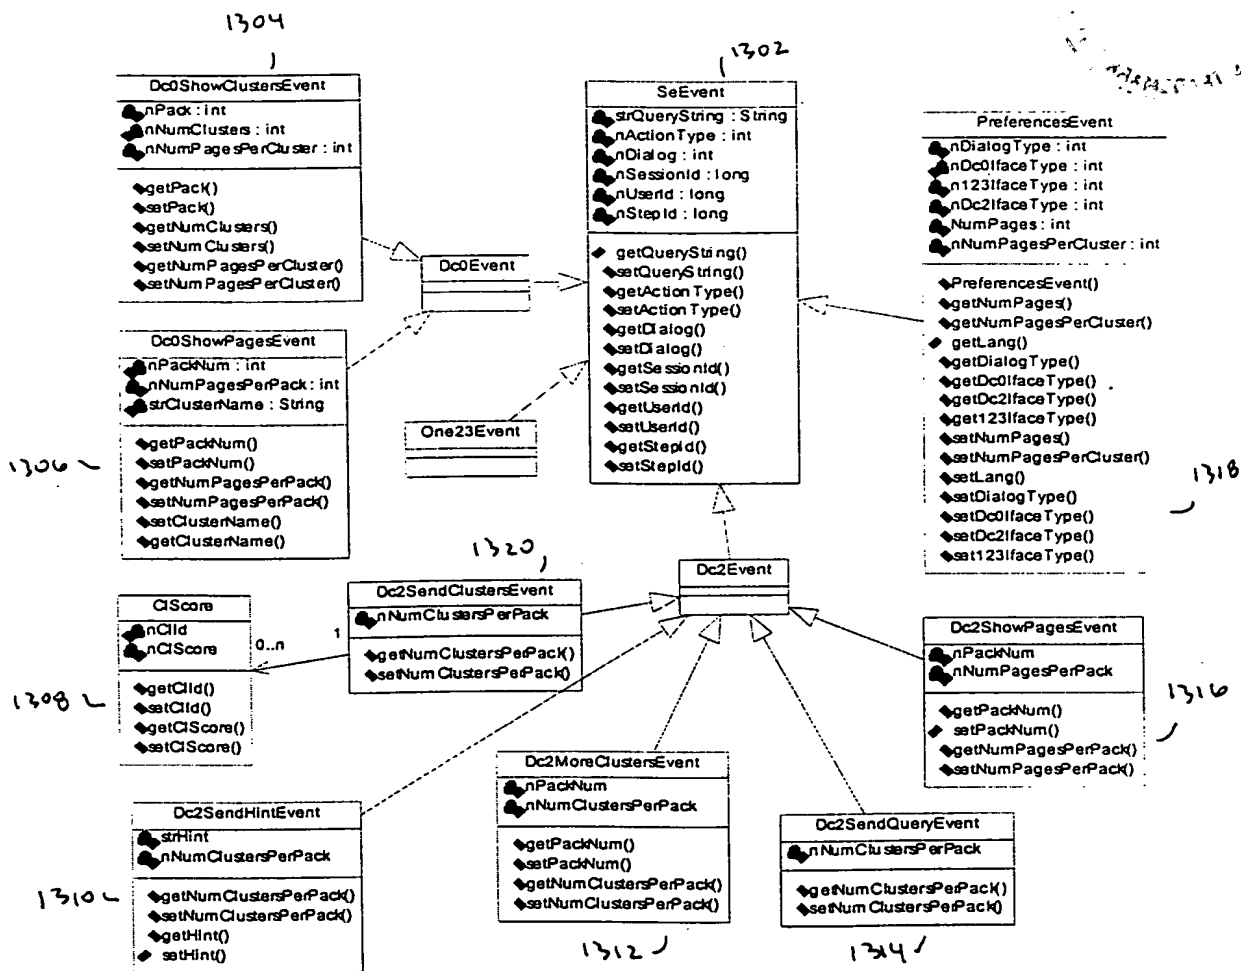 1304
Dc0ShowClustersEvent
nPack : int
nNumClusters : int
nNumPagesPerCluster : int
getPack()
setPack()
getNumClusters()
setNumClusters()
getNumPagesPerCluster()
setNumPagesPerCluster()
1302
SeEvent
strQueryString : String
nActionType : int
nDialog : int
nSessionId : long
nUserId : long
nStepId : long
getQueryString()
setQueryString()
getActionType()
setActionType()
getDialog()
setDialog()
getSessionId()
setSessionId()
getUserId()
setUserId()
getStepId()
setStepId()
PreferencesEvent
nDialogType : int
nDc0IfaceType : int
n123IfaceType : int
nDc2IfaceType : int
NumPages : int
nNumPagesPerCluster : int
PreferencesEvent()
getNumPages()
getNumPagesPerCluster()
getLang()
getDialogType()
getDc0IfaceType()
getDc2IfaceType()
get123IfaceType()
setNumPages()
setNumPagesPerCluster()
setLang()
setDialogType()
setDc0IfaceType()
setDc2IfaceType()
set123IfaceType()
1318
Dc0Event
Dc0ShowPagesEvent
nPackNum : int
nNumPagesPerPack : int
strClusterName : String
getPackNum()
setPackNum()
getNumPagesPerPack()
setNumPagesPerPack()
setClusterName()
getClusterName()
1306
One23Event
1320
Dc2Event
Dc2SendClustersEvent
nNumClustersPerPack
getNumClustersPerPack()
setNumClustersPerPack()
1
0..n
ClScore
nClId
nClScore
getClId()
setClId()
getClScore()
setClScore()
1308
Dc2ShowPagesEvent
nPackNum
nNumPagesPerPack
getPackNum()
setPackNum()
getNumPagesPerPack()
setNumPagesPerPack()
1316
Dc2SendHintEvent
strHint
nNumClustersPerPack
getNumClustersPerPack()
setNumClustersPerPack()
getHint()
setHint()
1310
Dc2MoreClustersEvent
nPackNum
nNumClustersPerPack
getPackNum()
setPackNum()
getNumClustersPerPack()
setNumClustersPerPack()
1312
Dc2SendQueryEvent
nNumClustersPerPack
getNumClustersPerPack()
setNumClustersPerPack()
1314